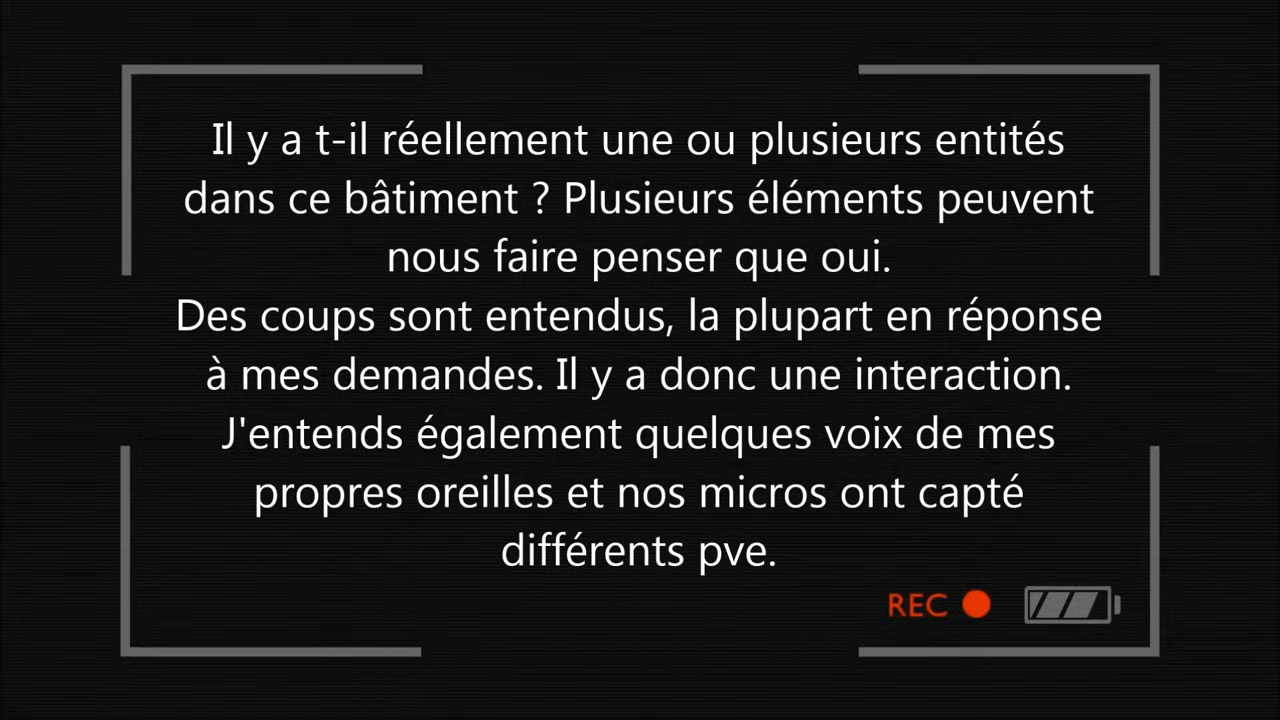 Il y a t-il réellement une ou plusieurs entités
dans ce bâtiment ? Plusieurs éléments peuvent
nous faire penser que oui.
Des coups sont entendus, la plupart en réponse
à mes demandes. Il y a donc une interaction.
J'entends également quelques voix de mes
propres oreilles et nos micros ont capté
différents pve.
REC